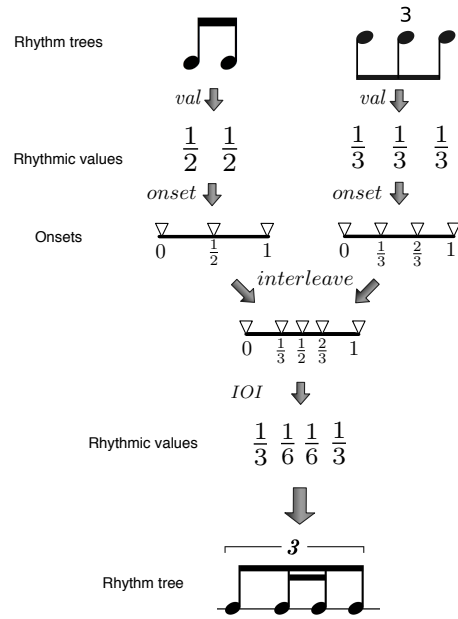 3
Rhythm trees
val val
1/2 1/2 1/3 1/3 1/3
Rhythmic values
onset onset
Onsets
0 1/2 1 0 1/3 2/3 1
interleave
0 1/3 1/2 2/3 1
IOI
Rhythmic values 1/3 1/6 1/6 1/3
3
Rhythm tree